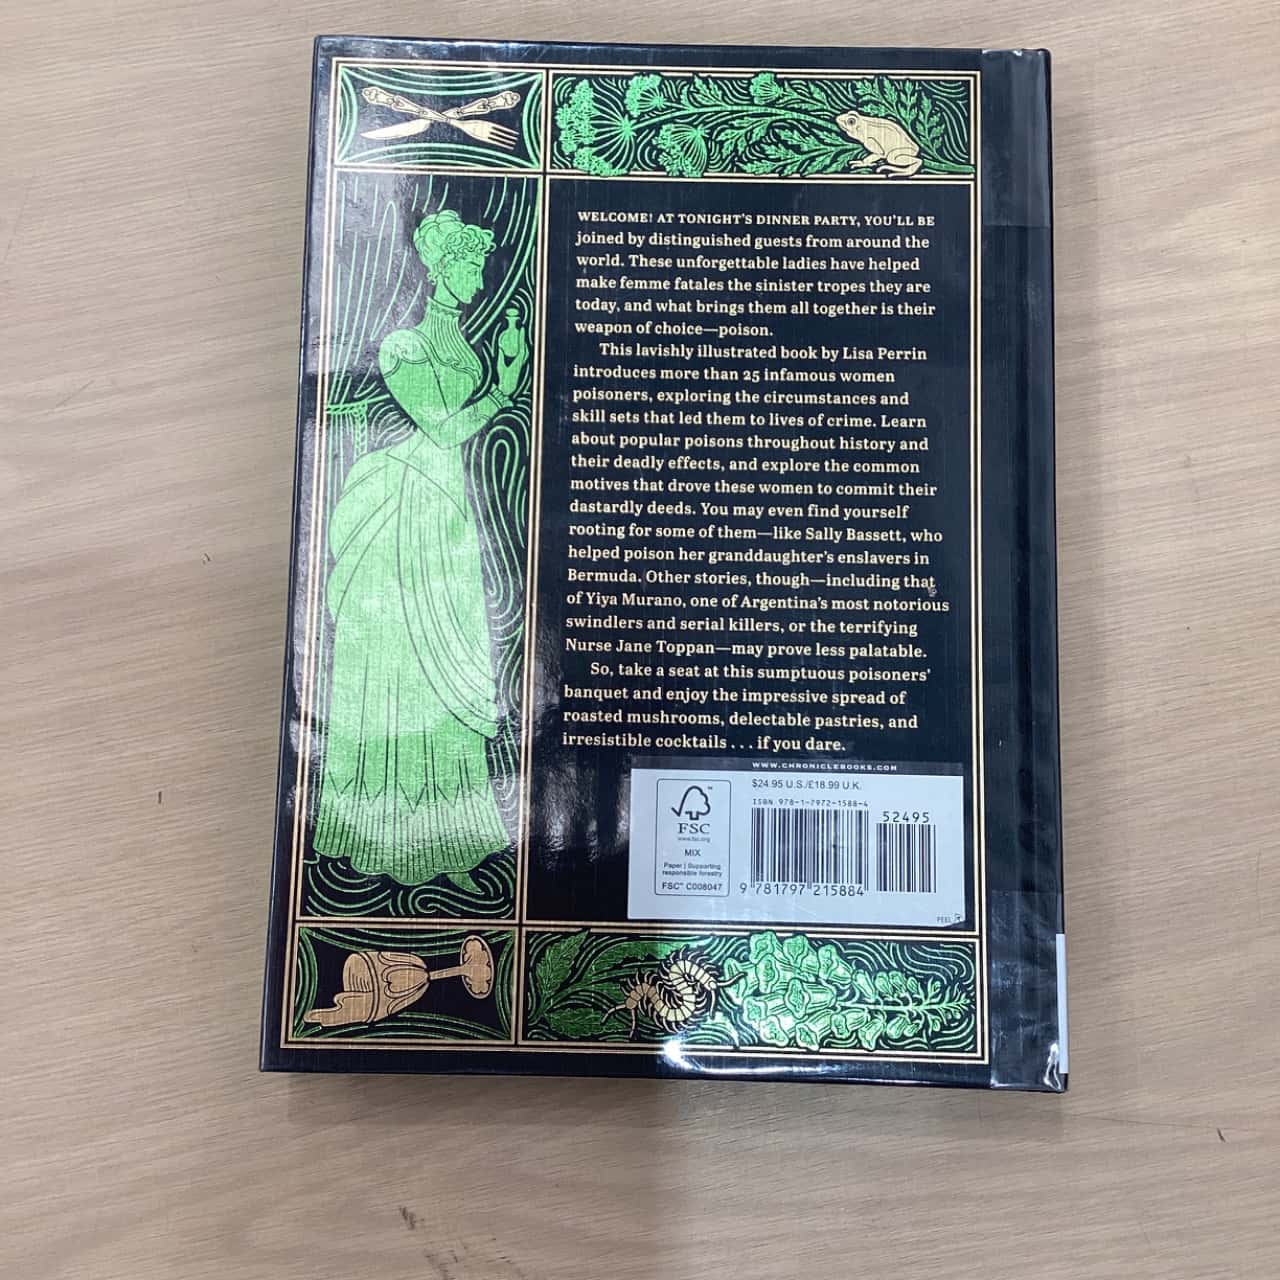 WELCOME! AT TONIGHT'S DINNER PARTY, YOU'LL BE
joined by distinguished guests from around the
world. These unforgettable ladies have helped
make femme fatales the sinister tropes they are
today, and what brings them all together is their
weapon of choice—poison.
This lavishly illustrated book by Lisa Perrin
introduces more than 25 infamous women
poisoners, exploring the circumstances and
skill sets that led them to lives of crime. Learn
about popular poisons throughout history and
their deadly effects, and explore the common
motives that drove these women to commit their
dastardly deeds. You may even find yourself
rooting for some of them—like Sally Bassett, who
helped poison her granddaughter's enslavers in
Bermuda. Other stories, though—including that
of Yiya Murano, one of Argentina's most notorious
swindlers and serial killers, or the terrifying
Nurse Jane Toppan—may prove less palatable.
So, take a seat at this sumptuous poisoners'
banquet and enjoy the impressive spread of
roasted mushrooms, delectable pastries, and
irresistible cocktails . . . if you dare.
WWW.CHRONICLEBOOKS.COM
$24.95 U.S./£18.99 U.K.
ISBN 978-1-7972-1588-4
52495
FSC
www.fsc.org
MIX
Paper | Supporting
responsible forestry
FSC™ C008047
9 781797 215884
PEEL